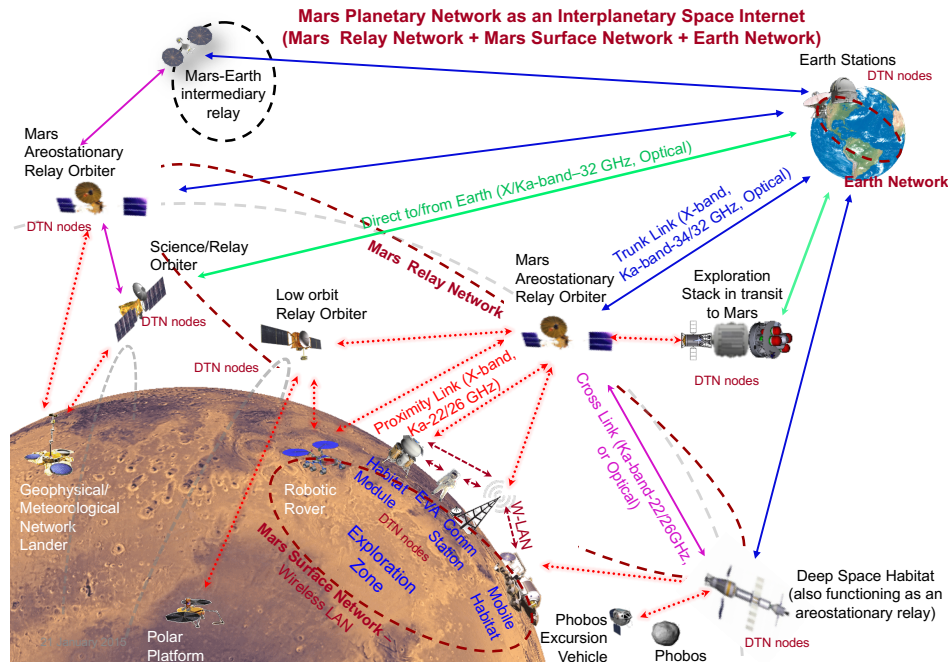 Mars Planetary Network as an Interplanetary Space Internet
(Mars Relay Network + Mars Surface Network + Earth Network)
Mars-Earth
intermediary
relay
Earth Stations
DTN nodes
Earth Network
Mars
Areostationary
Relay Orbiter
DTN nodes
Direct to/from Earth (X/Ka-band–32 GHz, Optical)
Trunk Link (X-band,
Ka-band-34/32 GHz, Optical)
Science/Relay
Orbiter
DTN nodes
Mars Relay Network
Low orbit
Relay Orbiter
DTN nodes
Mars
Areostationary
Relay Orbiter
Exploration
Stack in transit
to Mars
DTN nodes
Proximity Link (X-band,
Ka-22/26 GHz)
Cross Link (Ka-band-22/26GHz,
or Optical)
Geophysical/
Meteorclogical
Network
Lander
Robotic
Rover
Habitat
Module
EVA
Comm
Station
W-LAN
DTN nodes
Exploration
Zone
Mobile
Habitat
Mars Surface Network –
Wireless LAN
Polar
Platform
Phobos
Excursion
Vehicle
Phobos
DTN nodes
Deep Space Habitat
(also functioning as an
areostationary relay)